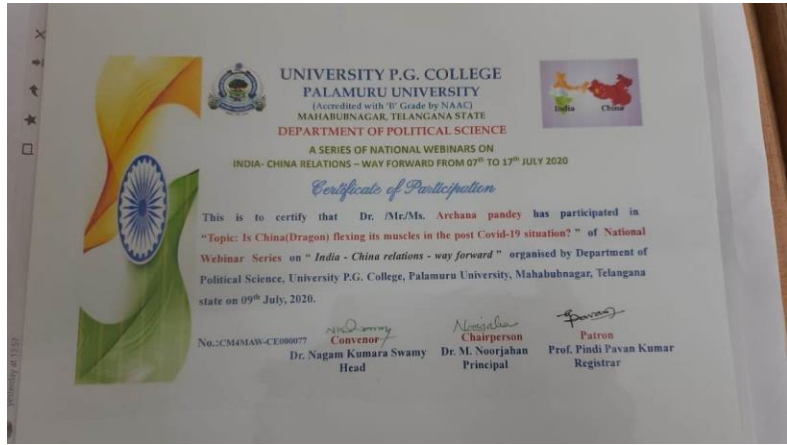 UNIVERSITY P.G. COLLEGE
PALAMURU UNIVERSITY
(Accredited with 'B' Grade by NAAC)
MAHABUBNAGAR, TELANGANA STATE
DEPARTMENT OF POLITICAL SCIENCE
India China
A SERIES OF NATIONAL WEBINARS ON
INDIA- CHINA RELATIONS – WAY FORWARD FROM 07th TO 17th JULY 2020
Certificate of Participation
This is to certify that Dr. /Mr./Ms. Archana pandey has participated in
“Topic: Is China(Dragon) flexing its muscles in the post Covid-19 situation? ” of National
Webinar Series on “ India - China relations - way forward ” organised by Department of
Political Science, University P.G. College, Palamuru University, Mahabubnagar, Telangana
state on 09th July, 2020.
No.:CM4MAW-CE000077
Convenor Chairperson Patron
Dr. Nagam Kumara Swamy Dr. M. Noorjahan Prof. Pindi Pavan Kumar
Head Principal Registrar
yesterday at 13:57